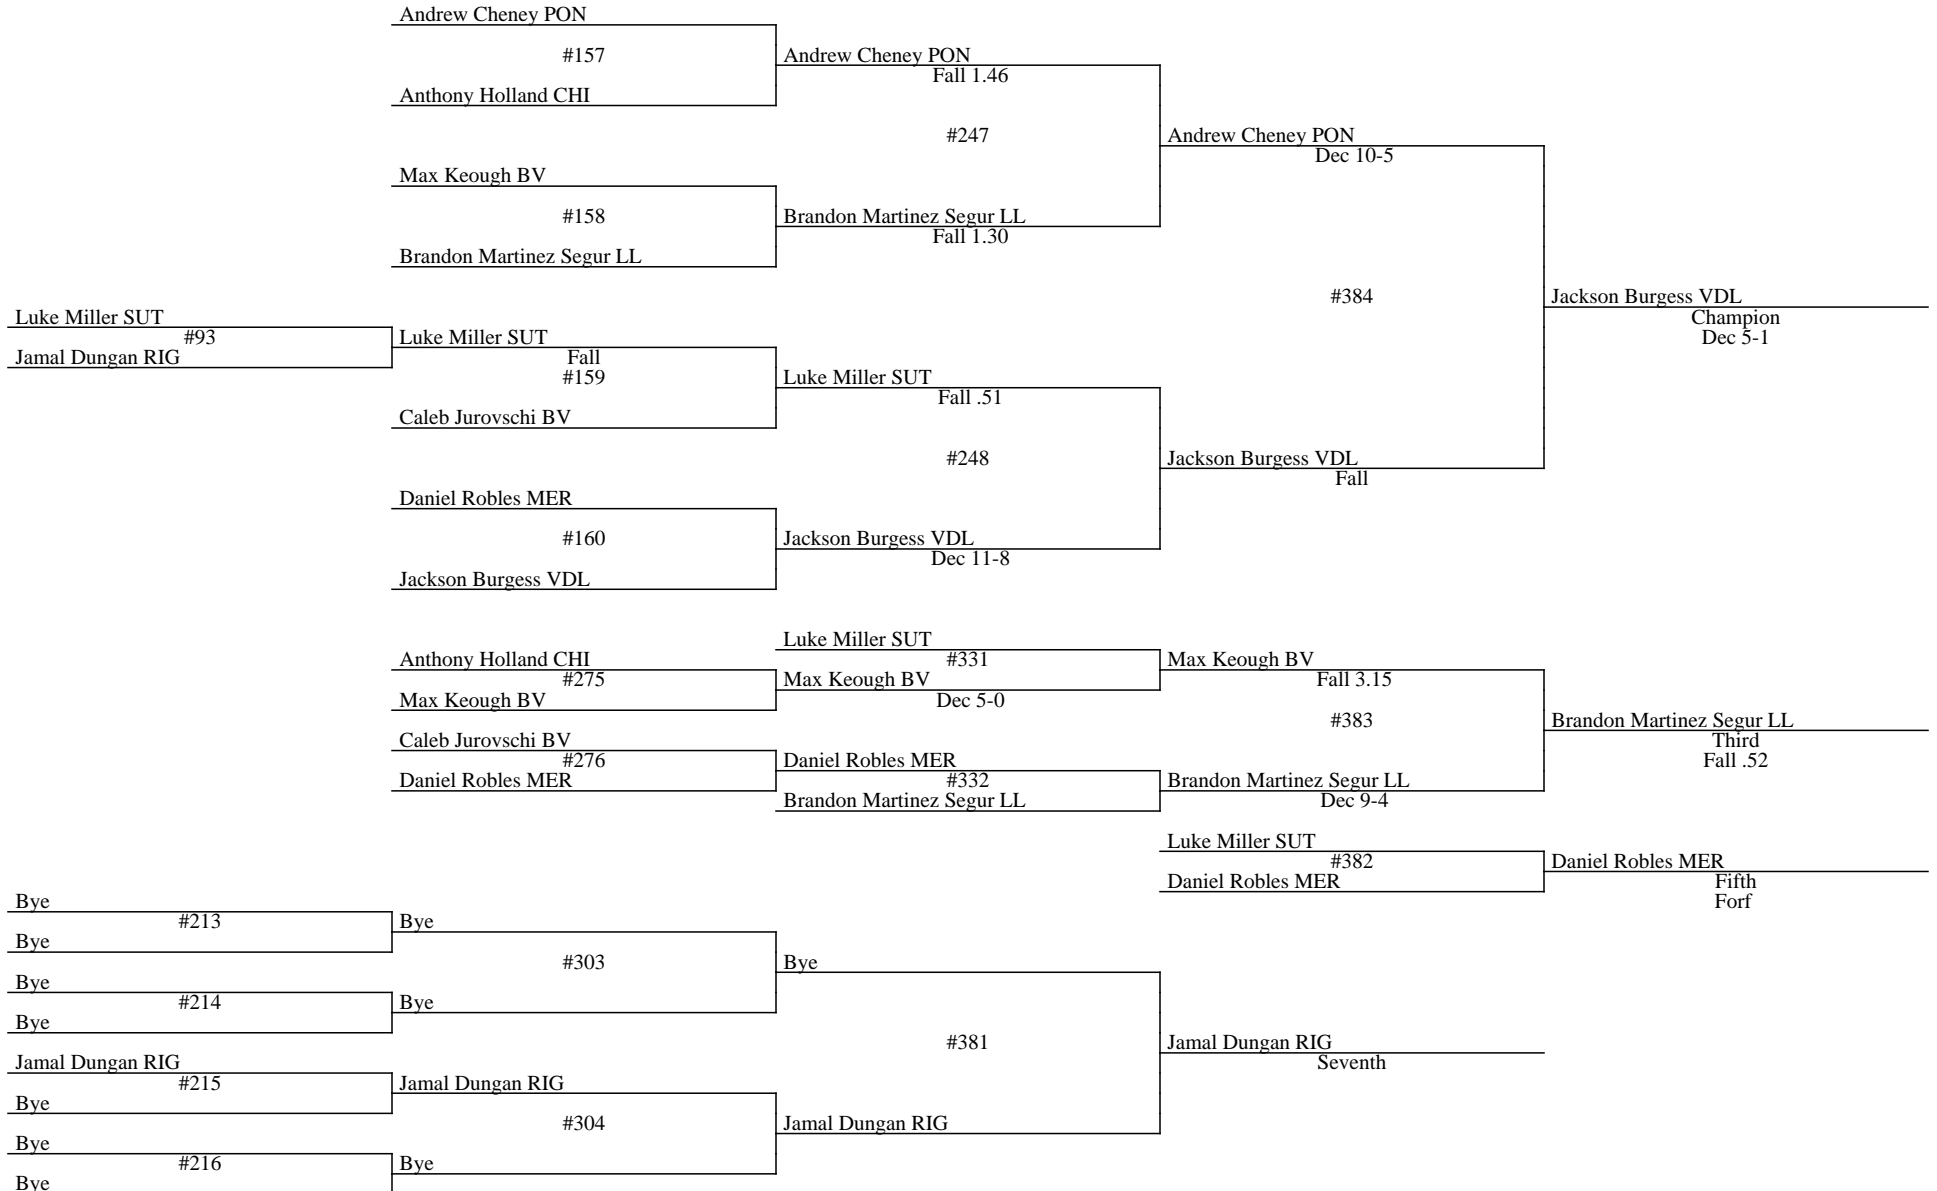 Andrew Cheney PON
#157
Andrew Cheney PON
Fall 1.46
Anthony Holland CHI
#247
Andrew Cheney PON
Dec 10-5
Max Keough BV
#158
Brandon Martinez Segur LL
Fall 1.30
Brandon Martinez Segur LL
#384
Jackson Burgess VDL
Champion
Dec 5-1
Luke Miller SUT
#93
Jamal Dungan RIG
Luke Miller SUT
Fall
#159
Luke Miller SUT
Fall .51
Caleb Jurovschi BV
#248
Jackson Burgess VDL
Fall
Daniel Robles MER
#160
Jackson Burgess VDL
Dec 11-8
Jackson Burgess VDL
Luke Miller SUT
#331
Anthony Holland CHI
#275
Max Keough BV
Max Keough BV
Dec 5-0
Max Keough BV
Fall 3.15
#383
Brandon Martinez Segur LL
Third
Fall .52
Caleb Jurovschi BV
#276
Daniel Robles MER
Daniel Robles MER
#332
Brandon Martinez Segur LL
Brandon Martinez Segur LL
Dec 9-4
Luke Miller SUT
#382
Daniel Robles MER
Daniel Robles MER
Fifth
Forf
Bye
#213
Bye
Bye
#303
Bye
Bye
#214
Bye
Bye
#381
Jamal Dungan RIG
Seventh
Jamal Dungan RIG
#215
Bye
Jamal Dungan RIG
#304
Jamal Dungan RIG
Bye
#216
Bye
Bye